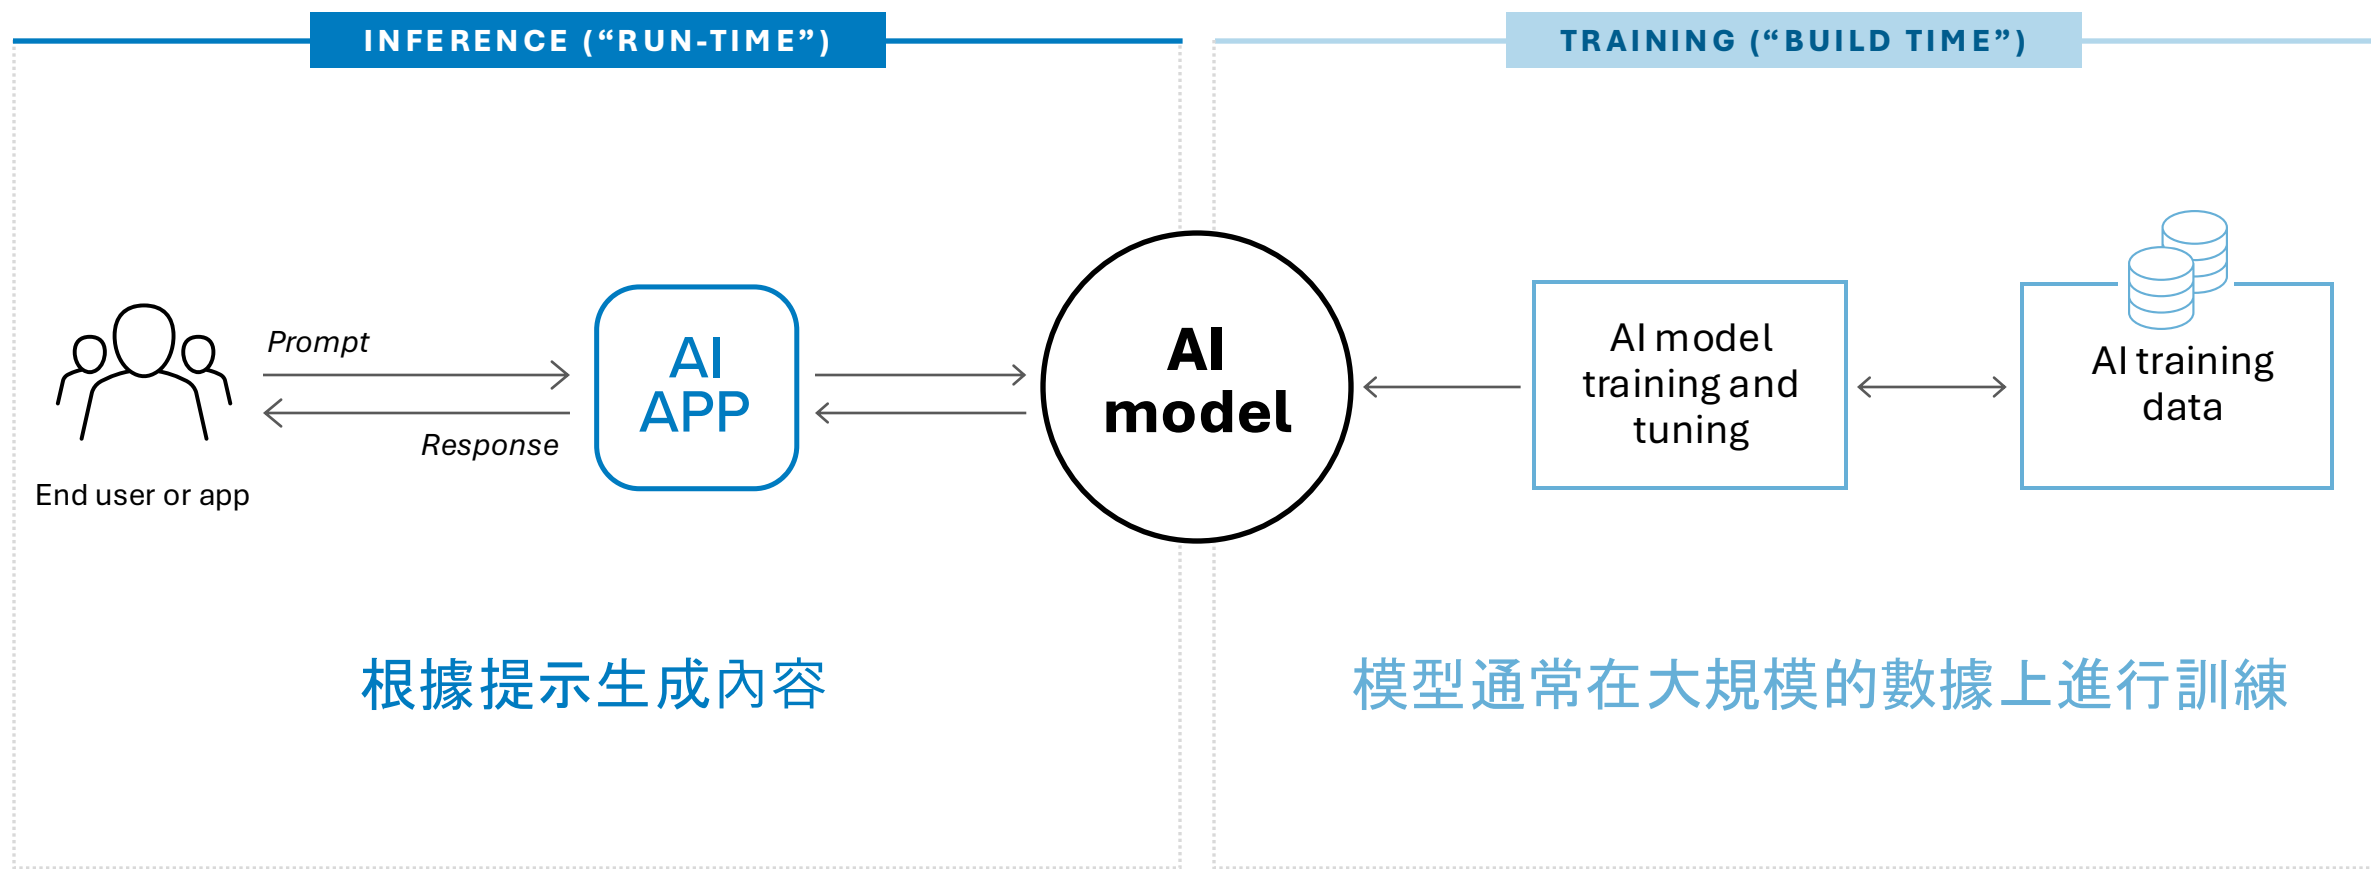 INFERENCE (“RUN-TIME”)
TRAINING (“BUILD TIME”)
Prompt
Response
End user or app
AI
APP
AI
model
AI model
training and
tuning
AI training
data
根據提示生成內容
模型通常在大規模的數據上進行訓練